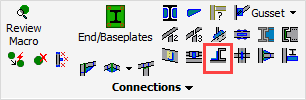 Gusset
Review
Macro
End/Baseplates
Connections